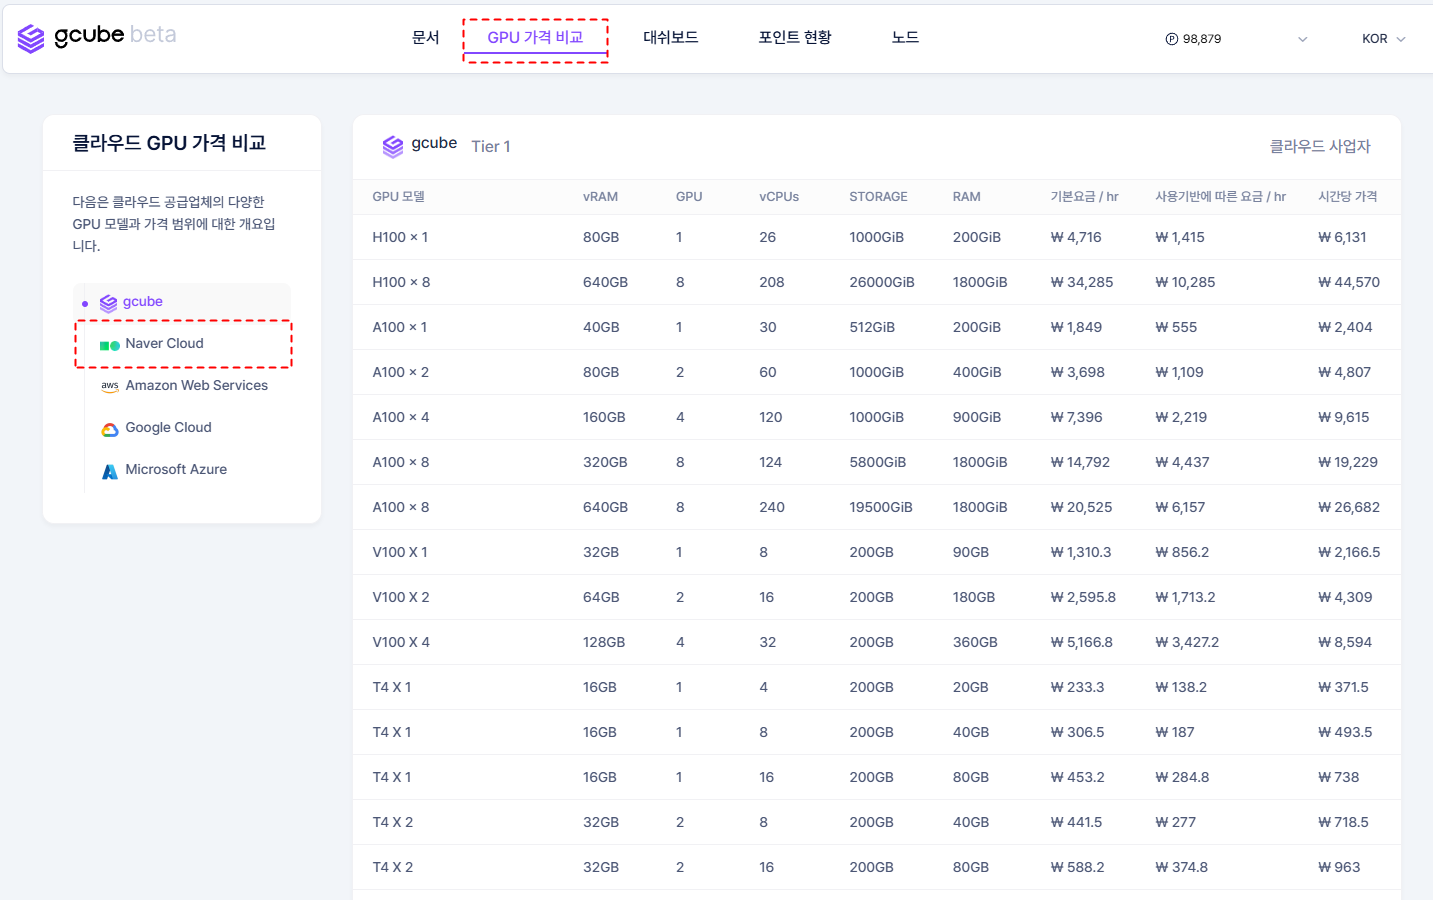 gcube beta
문서
GPU 가격 비교
대쉬보드
포인트 현황
노드
P 98,879
KOR
클라우드 GPU 가격 비교
다음은 클라우드 공급업체의 다양한
GPU 모델과 가격 범위에 대한 개요입
니다.
gcube
Naver Cloud
aws Amazon Web Services
Google Cloud
Microsoft Azure
gcube Tier 1 클라우드 사업자
GPU 모델 vRAM GPU vCPUs STORAGE RAM 기본요금 / hr 사용기반에 따른 요금 / hr 시간당 가격
H100 × 1 80GB 1 26 1000GiB 200GiB ₩ 4,716 ₩ 1,415 ₩ 6,131
H100 × 8 640GB 8 208 26000GiB 1800GiB ₩ 34,285 ₩ 10,285 ₩ 44,570
A100 × 1 40GB 1 30 512GiB 200GiB ₩ 1,849 ₩ 555 ₩ 2,404
A100 × 2 80GB 2 60 1000GiB 400GiB ₩ 3,698 ₩ 1,109 ₩ 4,807
A100 × 4 160GB 4 120 1000GiB 900GiB ₩ 7,396 ₩ 2,219 ₩ 9,615
A100 × 8 320GB 8 124 5800GiB 1800GiB ₩ 14,792 ₩ 4,437 ₩ 19,229
A100 × 8 640GB 8 240 19500GiB 1800GiB ₩ 20,525 ₩ 6,157 ₩ 26,682
V100 X 1 32GB 1 8 200GB 90GB ₩ 1,310.3 ₩ 856.2 ₩ 2,166.5
V100 X 2 64GB 2 16 200GB 180GB ₩ 2,595.8 ₩ 1,713.2 ₩ 4,309
V100 X 4 128GB 4 32 200GB 360GB ₩ 5,166.8 ₩ 3,427.2 ₩ 8,594
T4 X 1 16GB 1 4 200GB 20GB ₩ 233.3 ₩ 138.2 ₩ 371.5
T4 X 1 16GB 1 8 200GB 40GB ₩ 306.5 ₩ 187 ₩ 493.5
T4 X 1 16GB 1 16 200GB 80GB ₩ 453.2 ₩ 284.8 ₩ 738
T4 X 2 32GB 2 8 200GB 40GB ₩ 441.5 ₩ 277 ₩ 718.5
T4 X 2 32GB 2 16 200GB 80GB ₩ 588.2 ₩ 374.8 ₩ 963